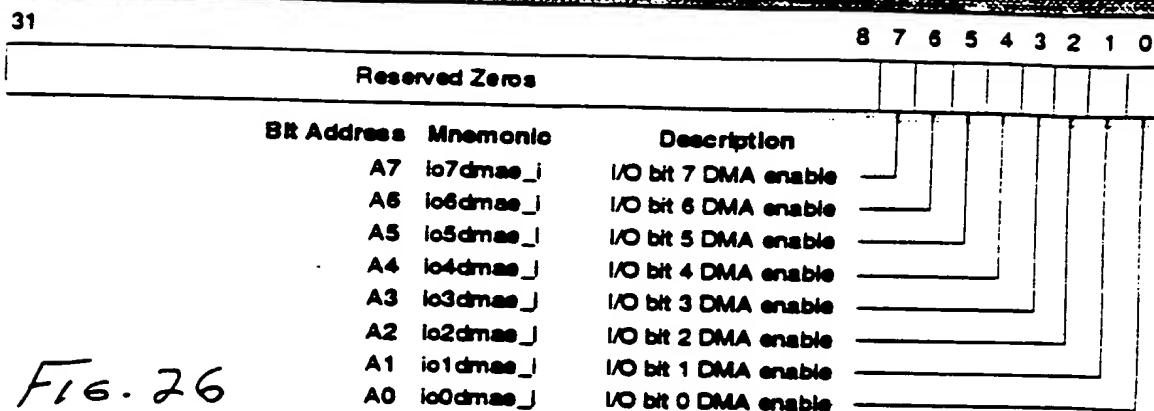 31 8 7 6 5 4 3 2 1 0
Reserved Zeros
Bit Address Mnemonic Description
A7 io7dmae_i I/O bit 7 DMA enable
A6 io6dmae_i I/O bit 6 DMA enable
A5 io5dmae_i I/O bit 5 DMA enable
A4 io4dmae_i I/O bit 4 DMA enable
A3 io3dmae_i I/O bit 3 DMA enable
A2 io2dmae_i I/O bit 2 DMA enable
A1 io1dmae_i I/O bit 1 DMA enable
A0 io0dmae_i I/O bit 0 DMA enable
FIG. 26